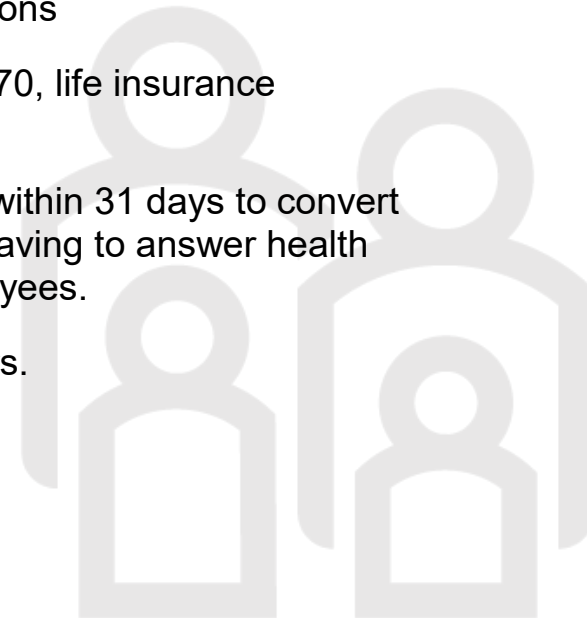 ons
70, life insurance
within 31 days to convert
aving to answer health
yees.
s.